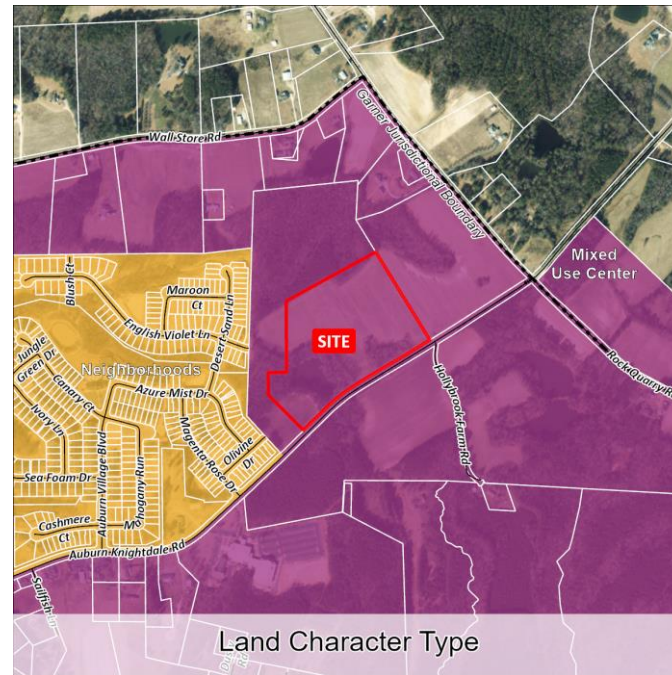 Wall Store Rd
Garner Jurisdictional Boundary
Mixed
Use Center
Blush Ct
Maroon
Ct
English Violet Ln
Desert Sand Ln
SITE
Jungle
Green Dr
Neighborhoods
Canary Ct
Azure Mist Dr
Ivory Ln
Magenta Rose Dr
Olivine
Dr
Hollybrook Farm Rd
Rock Quarry R
Auburn Village Blvd
Mahogany Run
Sea Foam Dr
Cashmere
Ct
Auburn Knightdale Rd
Sailfish
Rd
Land Character Type